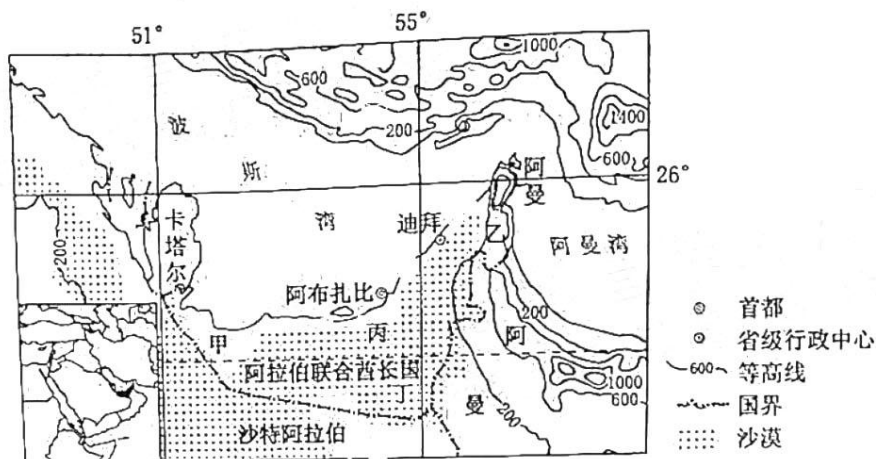 51°
55°
1000
600
1400
波
200
600
斯
阿
曼
26°
卡
塔
尔
湾
迪拜
乙
阿曼湾
200
阿布扎比
200
甲
丙
阿
阿拉伯联合酋长国
1000
丁
曼
200
600
沙特阿拉伯
首都
省级行政中心
600 等高线
国界
沙漠